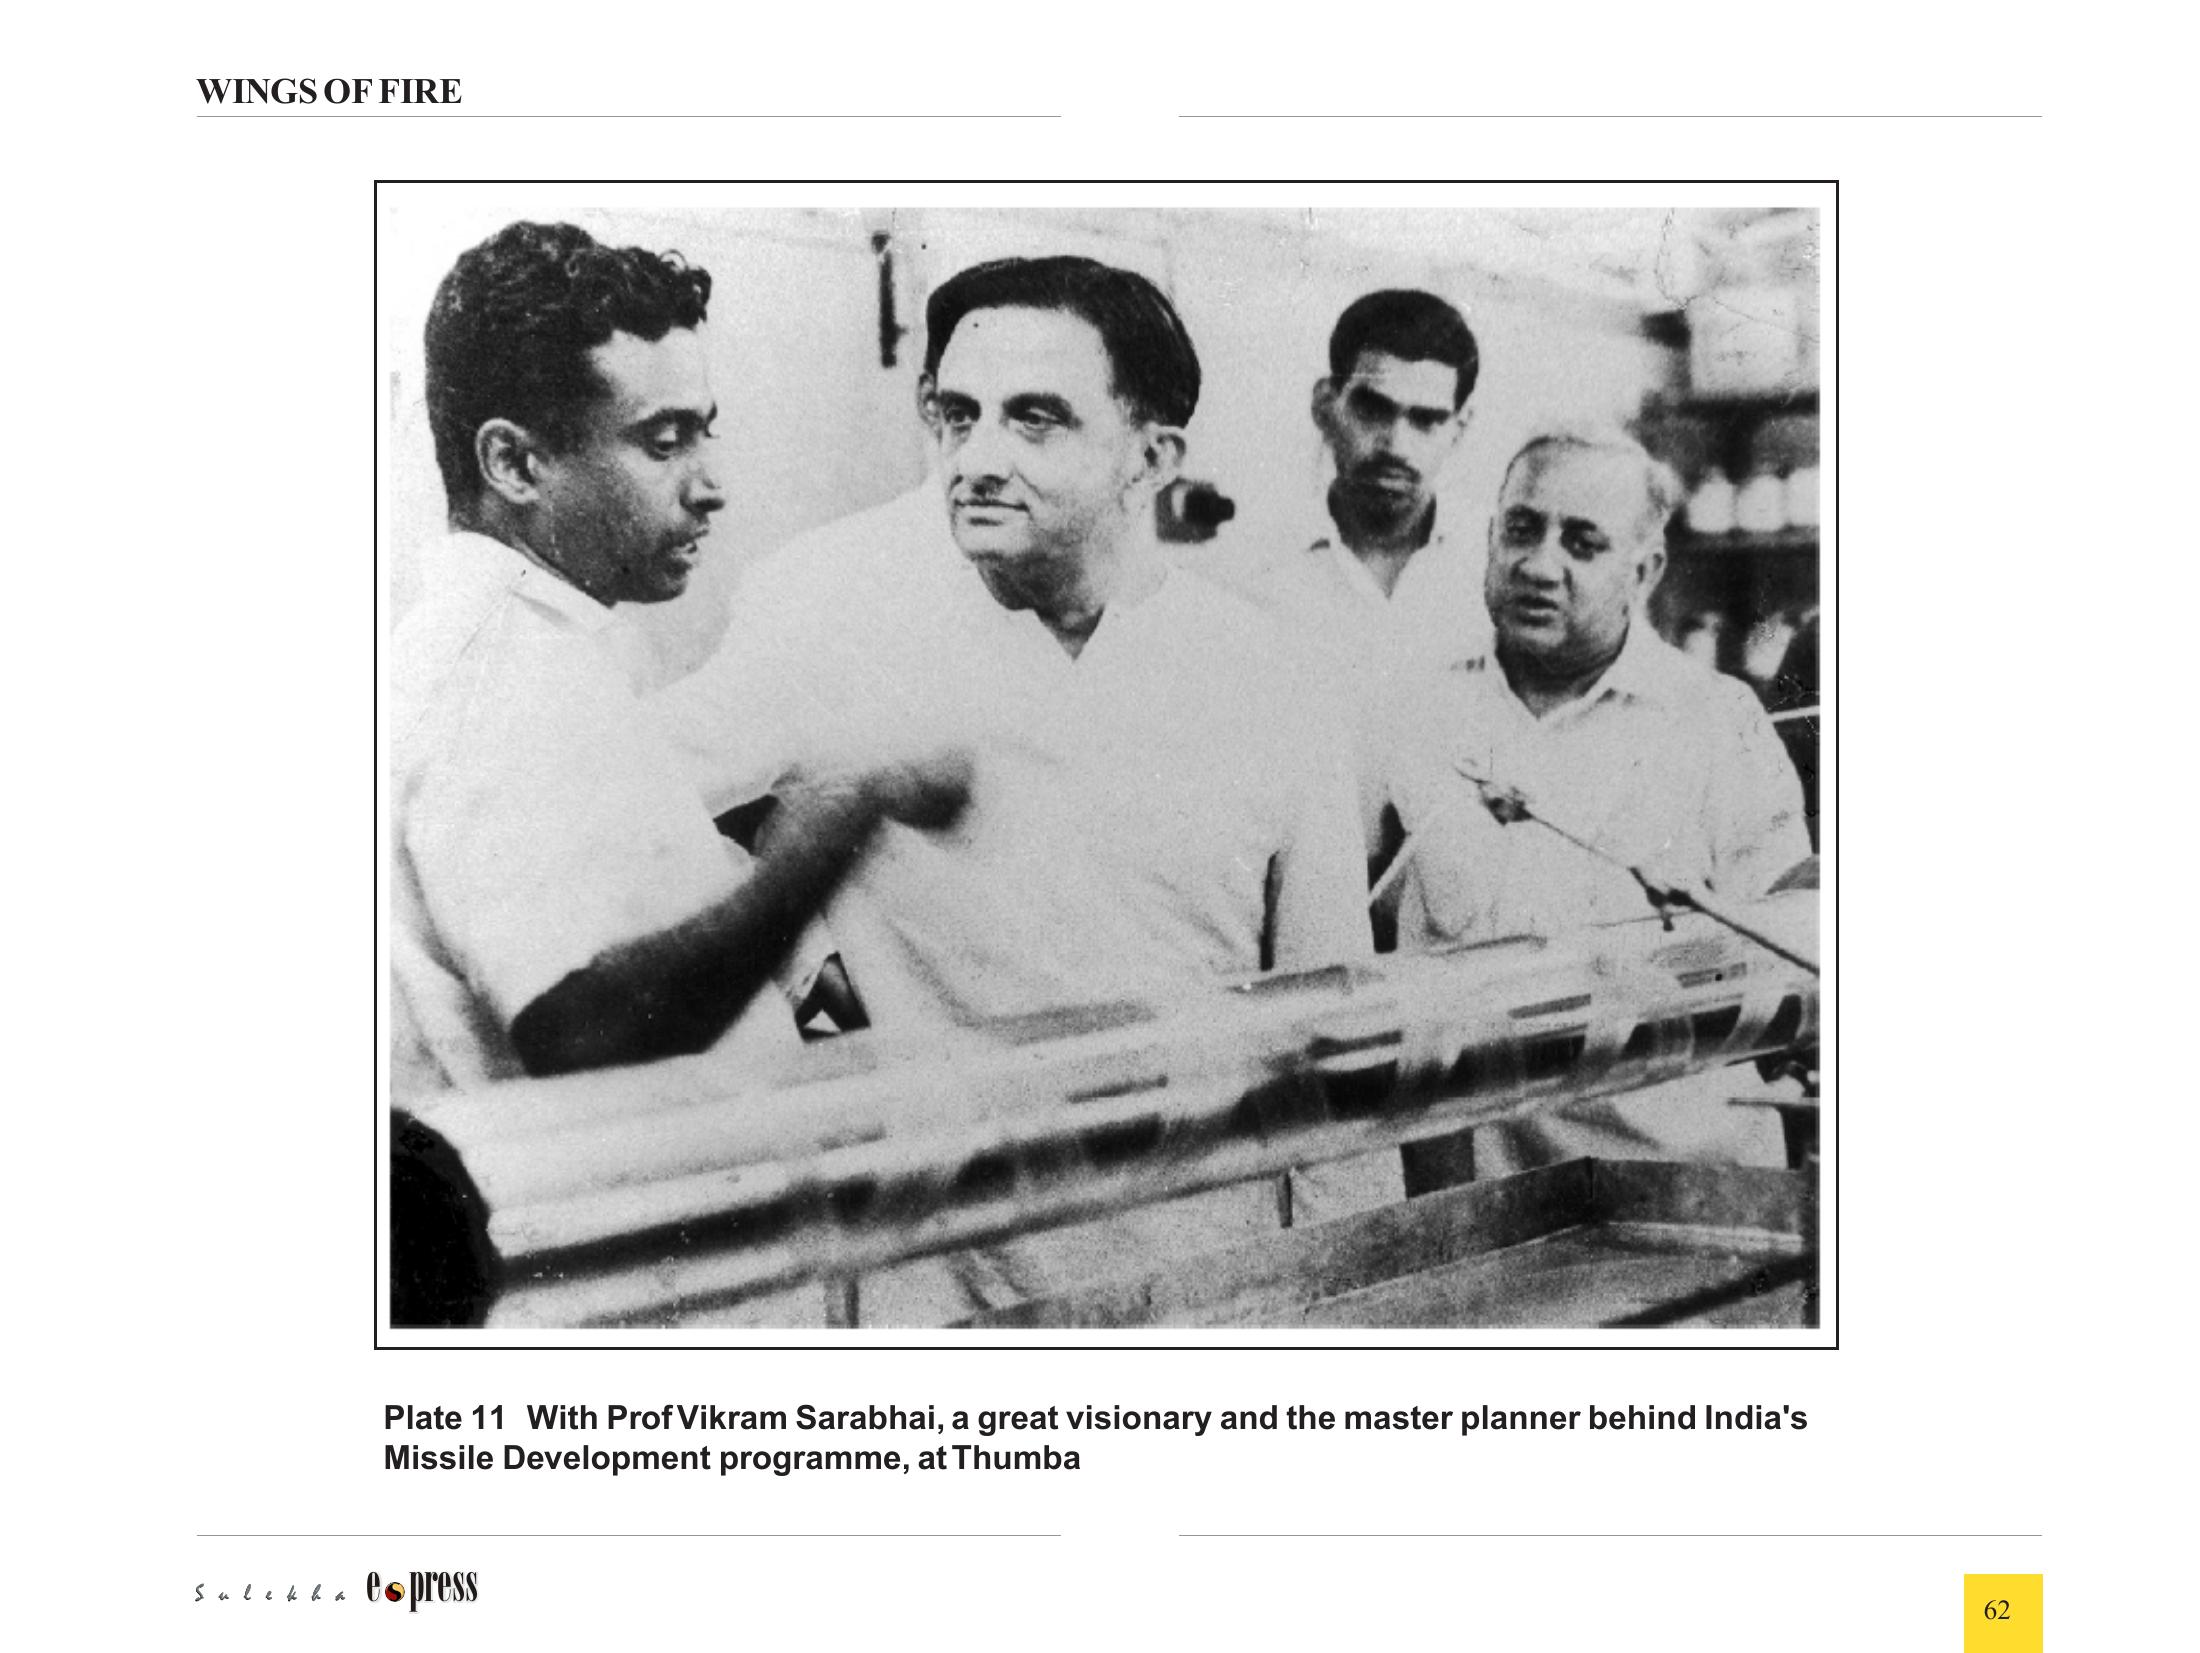 WINGS OF FIRE
Plate 11 With Prof Vikram Sarabhai, a great visionary and the master planner behind India's
Missile Development programme, at Thumba
Sulekha e press
62